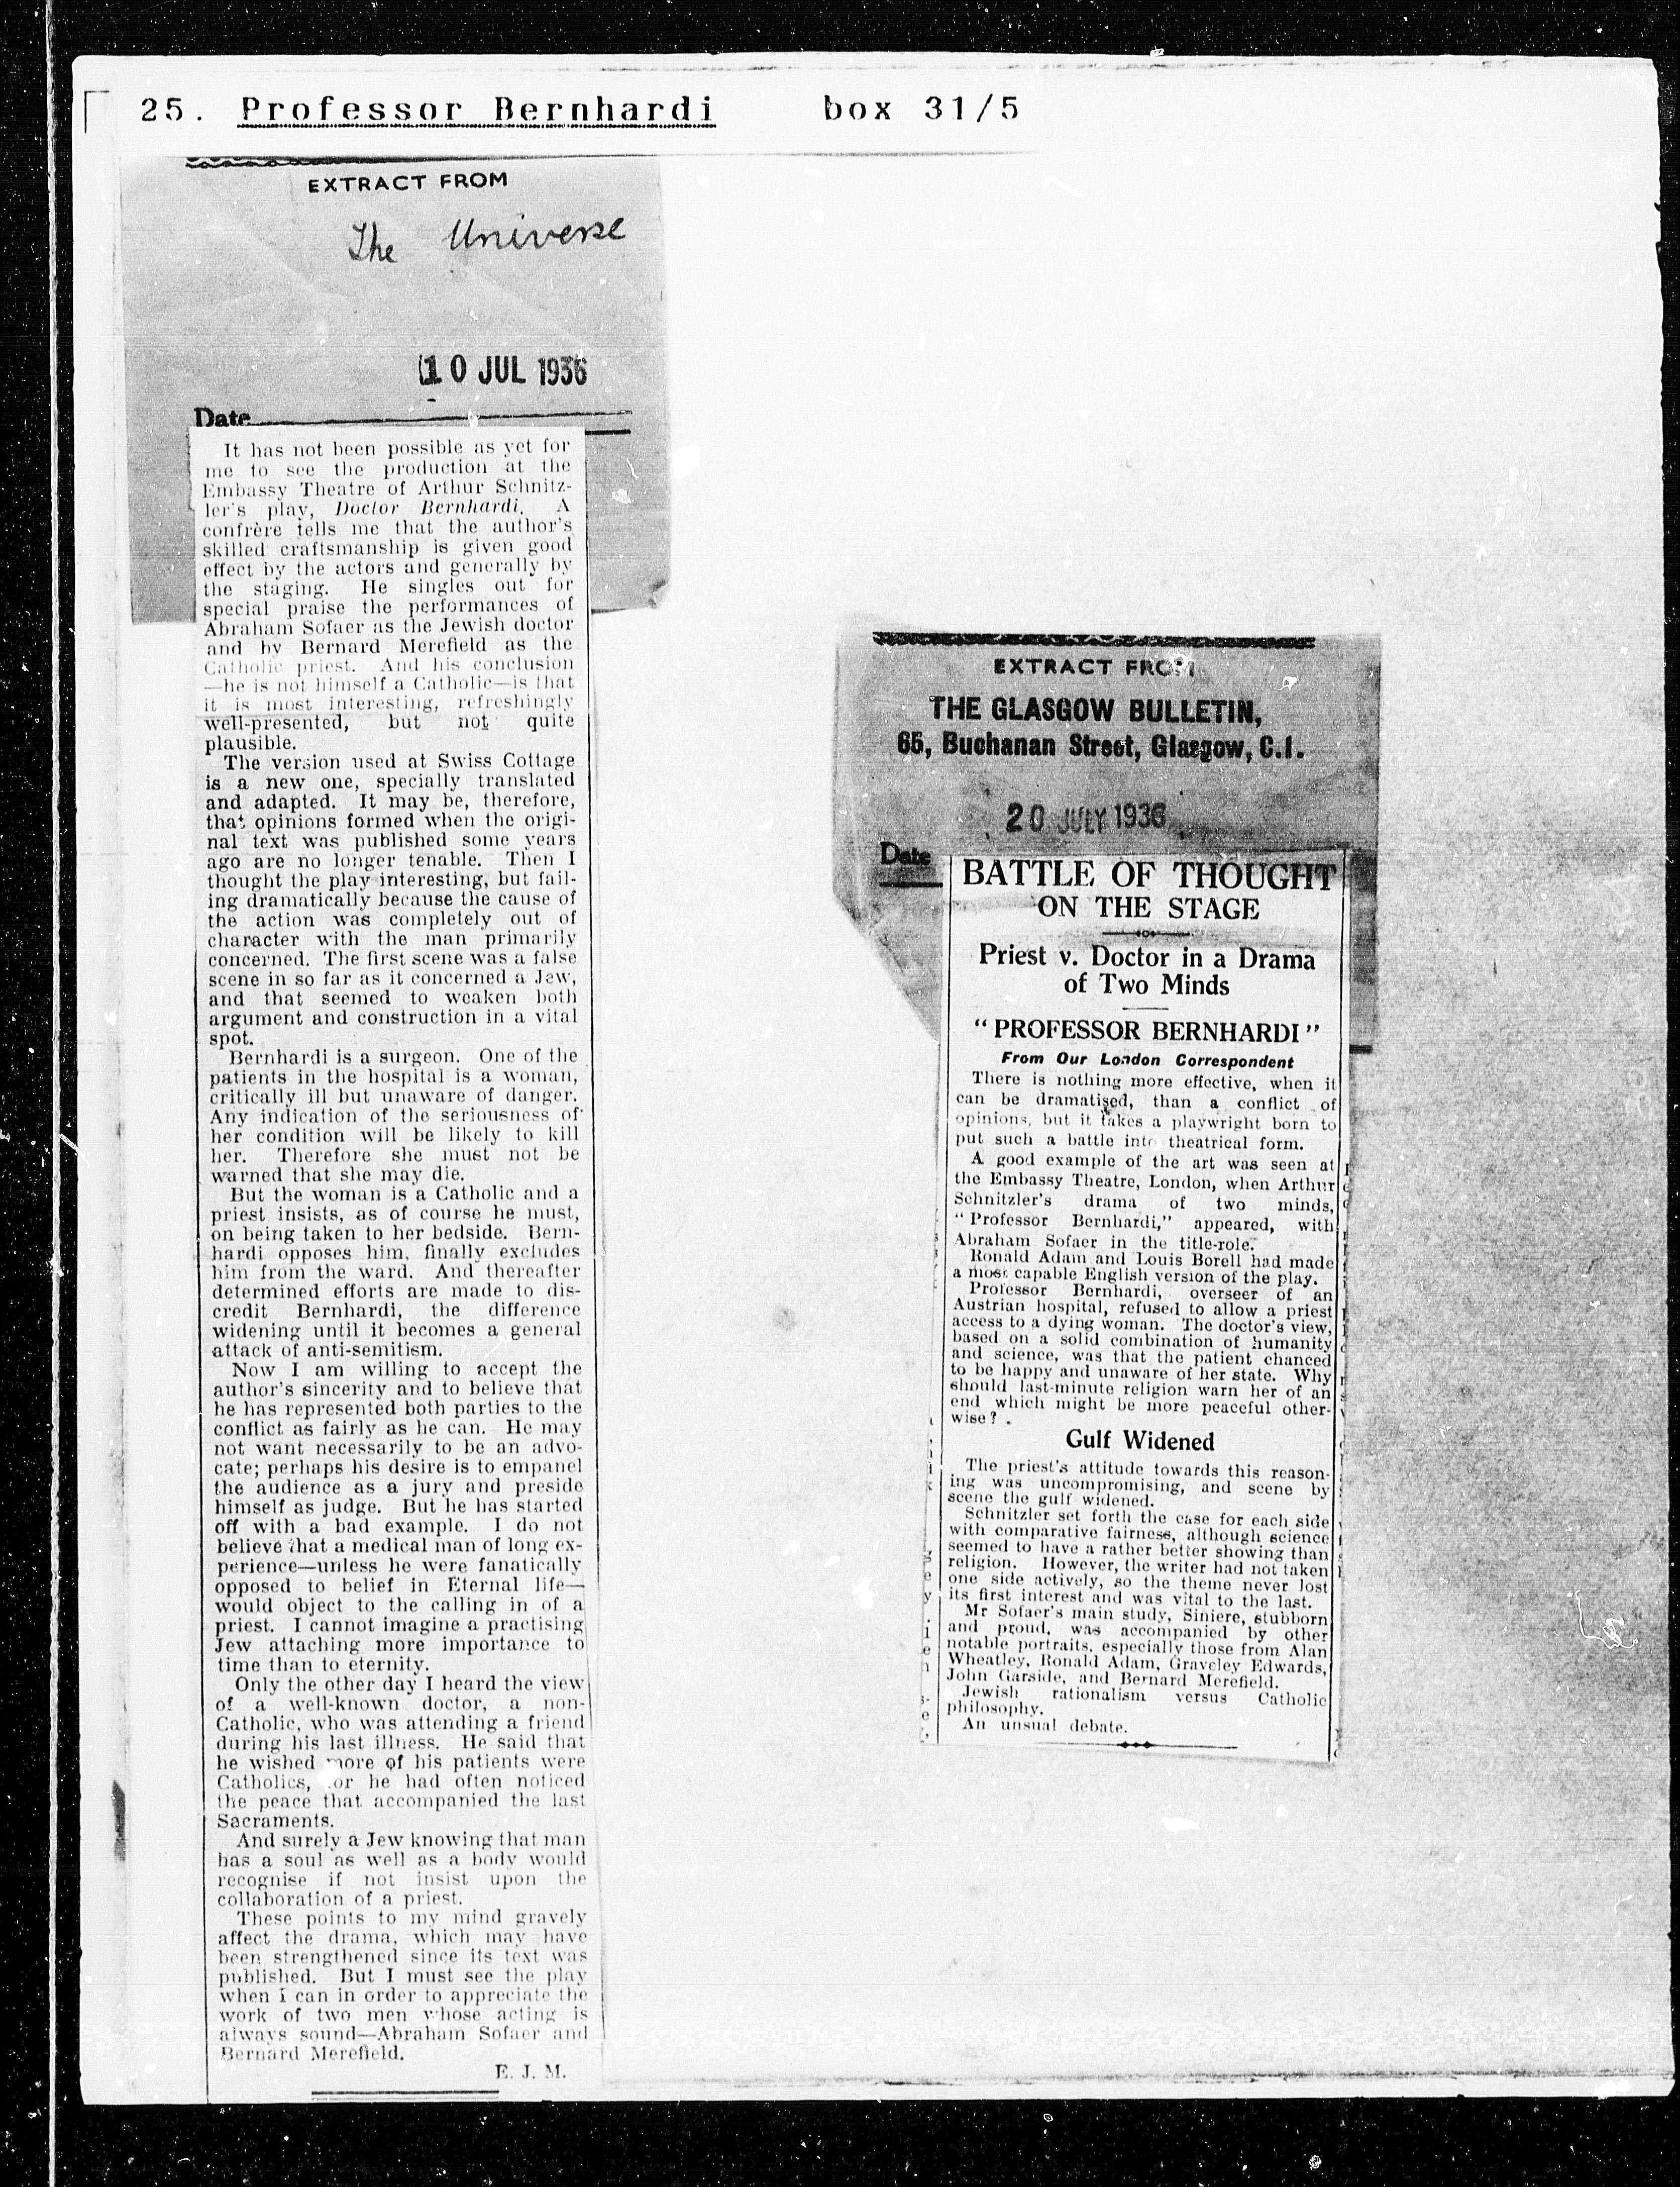 25. Professor Bernhardi box 31/5
EXTRACT FROM
The Universe
10 JUL 1936
Date
It has not been possible as yet for
me to see the production at the
Embassy Theatre of Arthur Schnitz-
ler's play, Doctor Bernhardi. A
confrère tells me that the author's
skilled craftsmanship is given good
effect by the actors and generally by
the staging. He singles out for
special praise the performances of
Abraham Sofaer as the Jewish doctor
and by Bernard Merefield as the
Catholic priest. And his conclusion
—he is not himself a Catholic—is that
it is most interesting, refreshingly
well-presented, but not quite
plausible.
The version used at Swiss Cottage
is a new one, specially translated
and adapted. It may be, therefore,
that opinions formed when the origi-
nal text was published some years
ago are no longer tenable. Then I
thought the play interesting, but fail-
ing dramatically because the cause of
the action was completely out of
character with the man primarily
concerned. The first scene was a false
scene in so far as it concerned a Jew,
and that seemed to weaken both
argument and construction in a vital
spot.
Bernhardi is a surgeon. One of the
patients in the hospital is a woman,
critically ill but unaware of danger.
Any indication of the seriousness of
her condition will be likely to kill
her. Therefore she must not be
warned that she may die.
But the woman is a Catholic and a
priest insists, as of course he must,
on being taken to her bedside. Bern-
hardi opposes him, finally excludes
him from the ward. And thereafter
determined efforts are made to dis-
credit Bernhardi, the difference
widening until it becomes a general
attack of anti-semitism.
Now I am willing to accept the
author's sincerity and to believe that
he has represented both parties to the
conflict as fairly as he can. He may
not want necessarily to be an advo-
cate; perhaps his desire is to empanel
the audience as a jury and preside
himself as judge. But he has started
off with a bad example. I do not
believe that a medical man of long ex-
perience—unless he were fanatically
opposed to belief in Eternal life—
would object to the calling in of a
priest. I cannot imagine a practising
Jew attaching more importance to
time than to eternity.
Only the other day I heard the view
of a well-known doctor, a non-
Catholic, who was attending a friend
during his last illness. He said that
he wished more of his patients were
Catholics, for he had often noticed
the peace that accompanied the last
Sacraments.
And surely a Jew knowing that man
has a soul as well as a body would
recognise if not insist upon the
collaboration of a priest.
These points to my mind gravely
affect the drama, which may have
been strengthened since its text was
published. But I must see the play
when I can in order to appreciate the
work of two men whose acting is
always sound—Abraham Sofaer and
Bernard Merefield.
E. J. M.
EXTRACT FROM
THE GLASGOW BULLETIN,
65, Buchanan Street, Glasgow, C.1.
20 JULY 1936
Date
BATTLE OF THOUGHT
ON THE STAGE
Priest v. Doctor in a Drama
of Two Minds
"PROFESSOR BERNHARDI"
From Our London Correspondent
There is nothing more effective, when it
can be dramatised, than a conflict of
opinions, but it takes a playwright born to
put such a battle into theatrical form.
A good example of the art was seen at
the Embassy Theatre, London, when Arthur
Schnitzler's drama of two minds,
"Professor Bernhardi," appeared, with
Abraham Sofaer in the title-role.
Ronald Adam and Louis Borell had made
a most capable English version of the play.
Professor Bernhardi, overseer of an
Austrian hospital, refused to allow a priest
access to a dying woman. The doctor's view,
based on a solid combination of humanity
and science, was that the patient chanced
to be happy and unaware of her state. Why
should last-minute religion warn her of an
end which might be more peaceful other-
wise?
Gulf Widened
The priest's attitude towards this reason-
ing was uncompromising, and scene by
scene the gulf widened.
Schnitzler set forth the case for each side
with comparative fairness, although science
seemed to have a rather better showing than
religion. However, the writer had not taken
one side actively, so the theme never lost
its first interest and was vital to the last.
Mr Sofaer's main study, Siniere, stubborn
and proud, was accompanied by other
notable portraits, especially those from Alan
Wheatley, Ronald Adam, Graveley Edwards,
John Garside, and Bernard Merefield.
Jewish rationalism versus Catholic
philosophy.
An unsual debate.